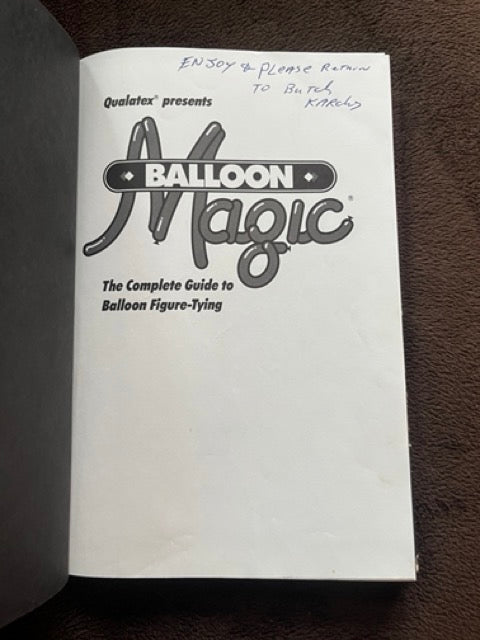 ENJOY & PLEASE RETURN
TO Butch
Qualatex® presents
BALLOON
Magic®
The Complete Guide to
Balloon Figure-Tying